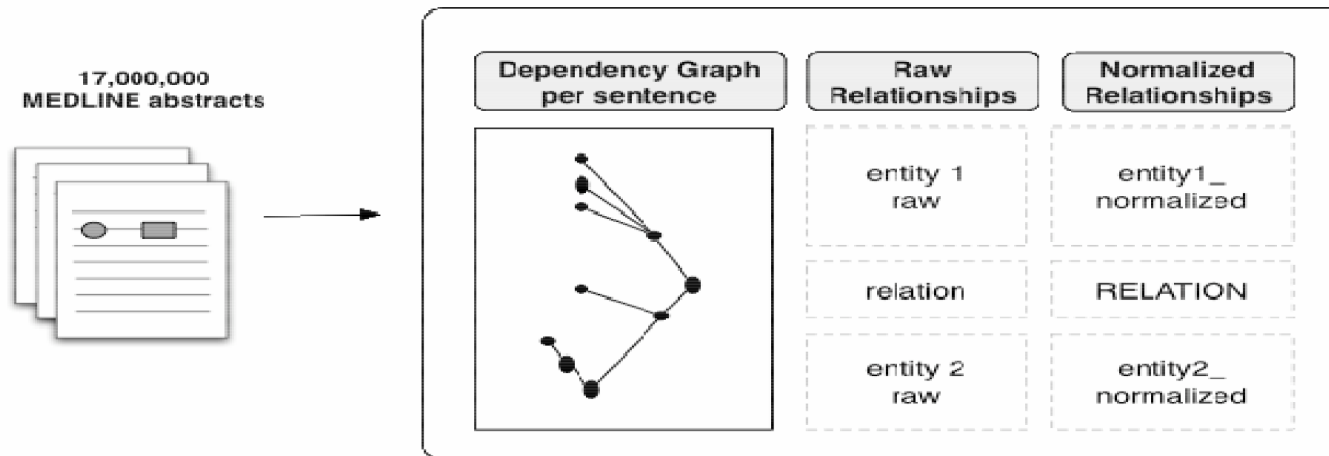 17,000,000
MEDLINE abstracts
Dependency Graph
per sentence
Raw
Relationships
Normalized
Relationships
entity 1
raw
entity1_
normalized
relation
RELATION
entity 2
raw
entity2_
normalized